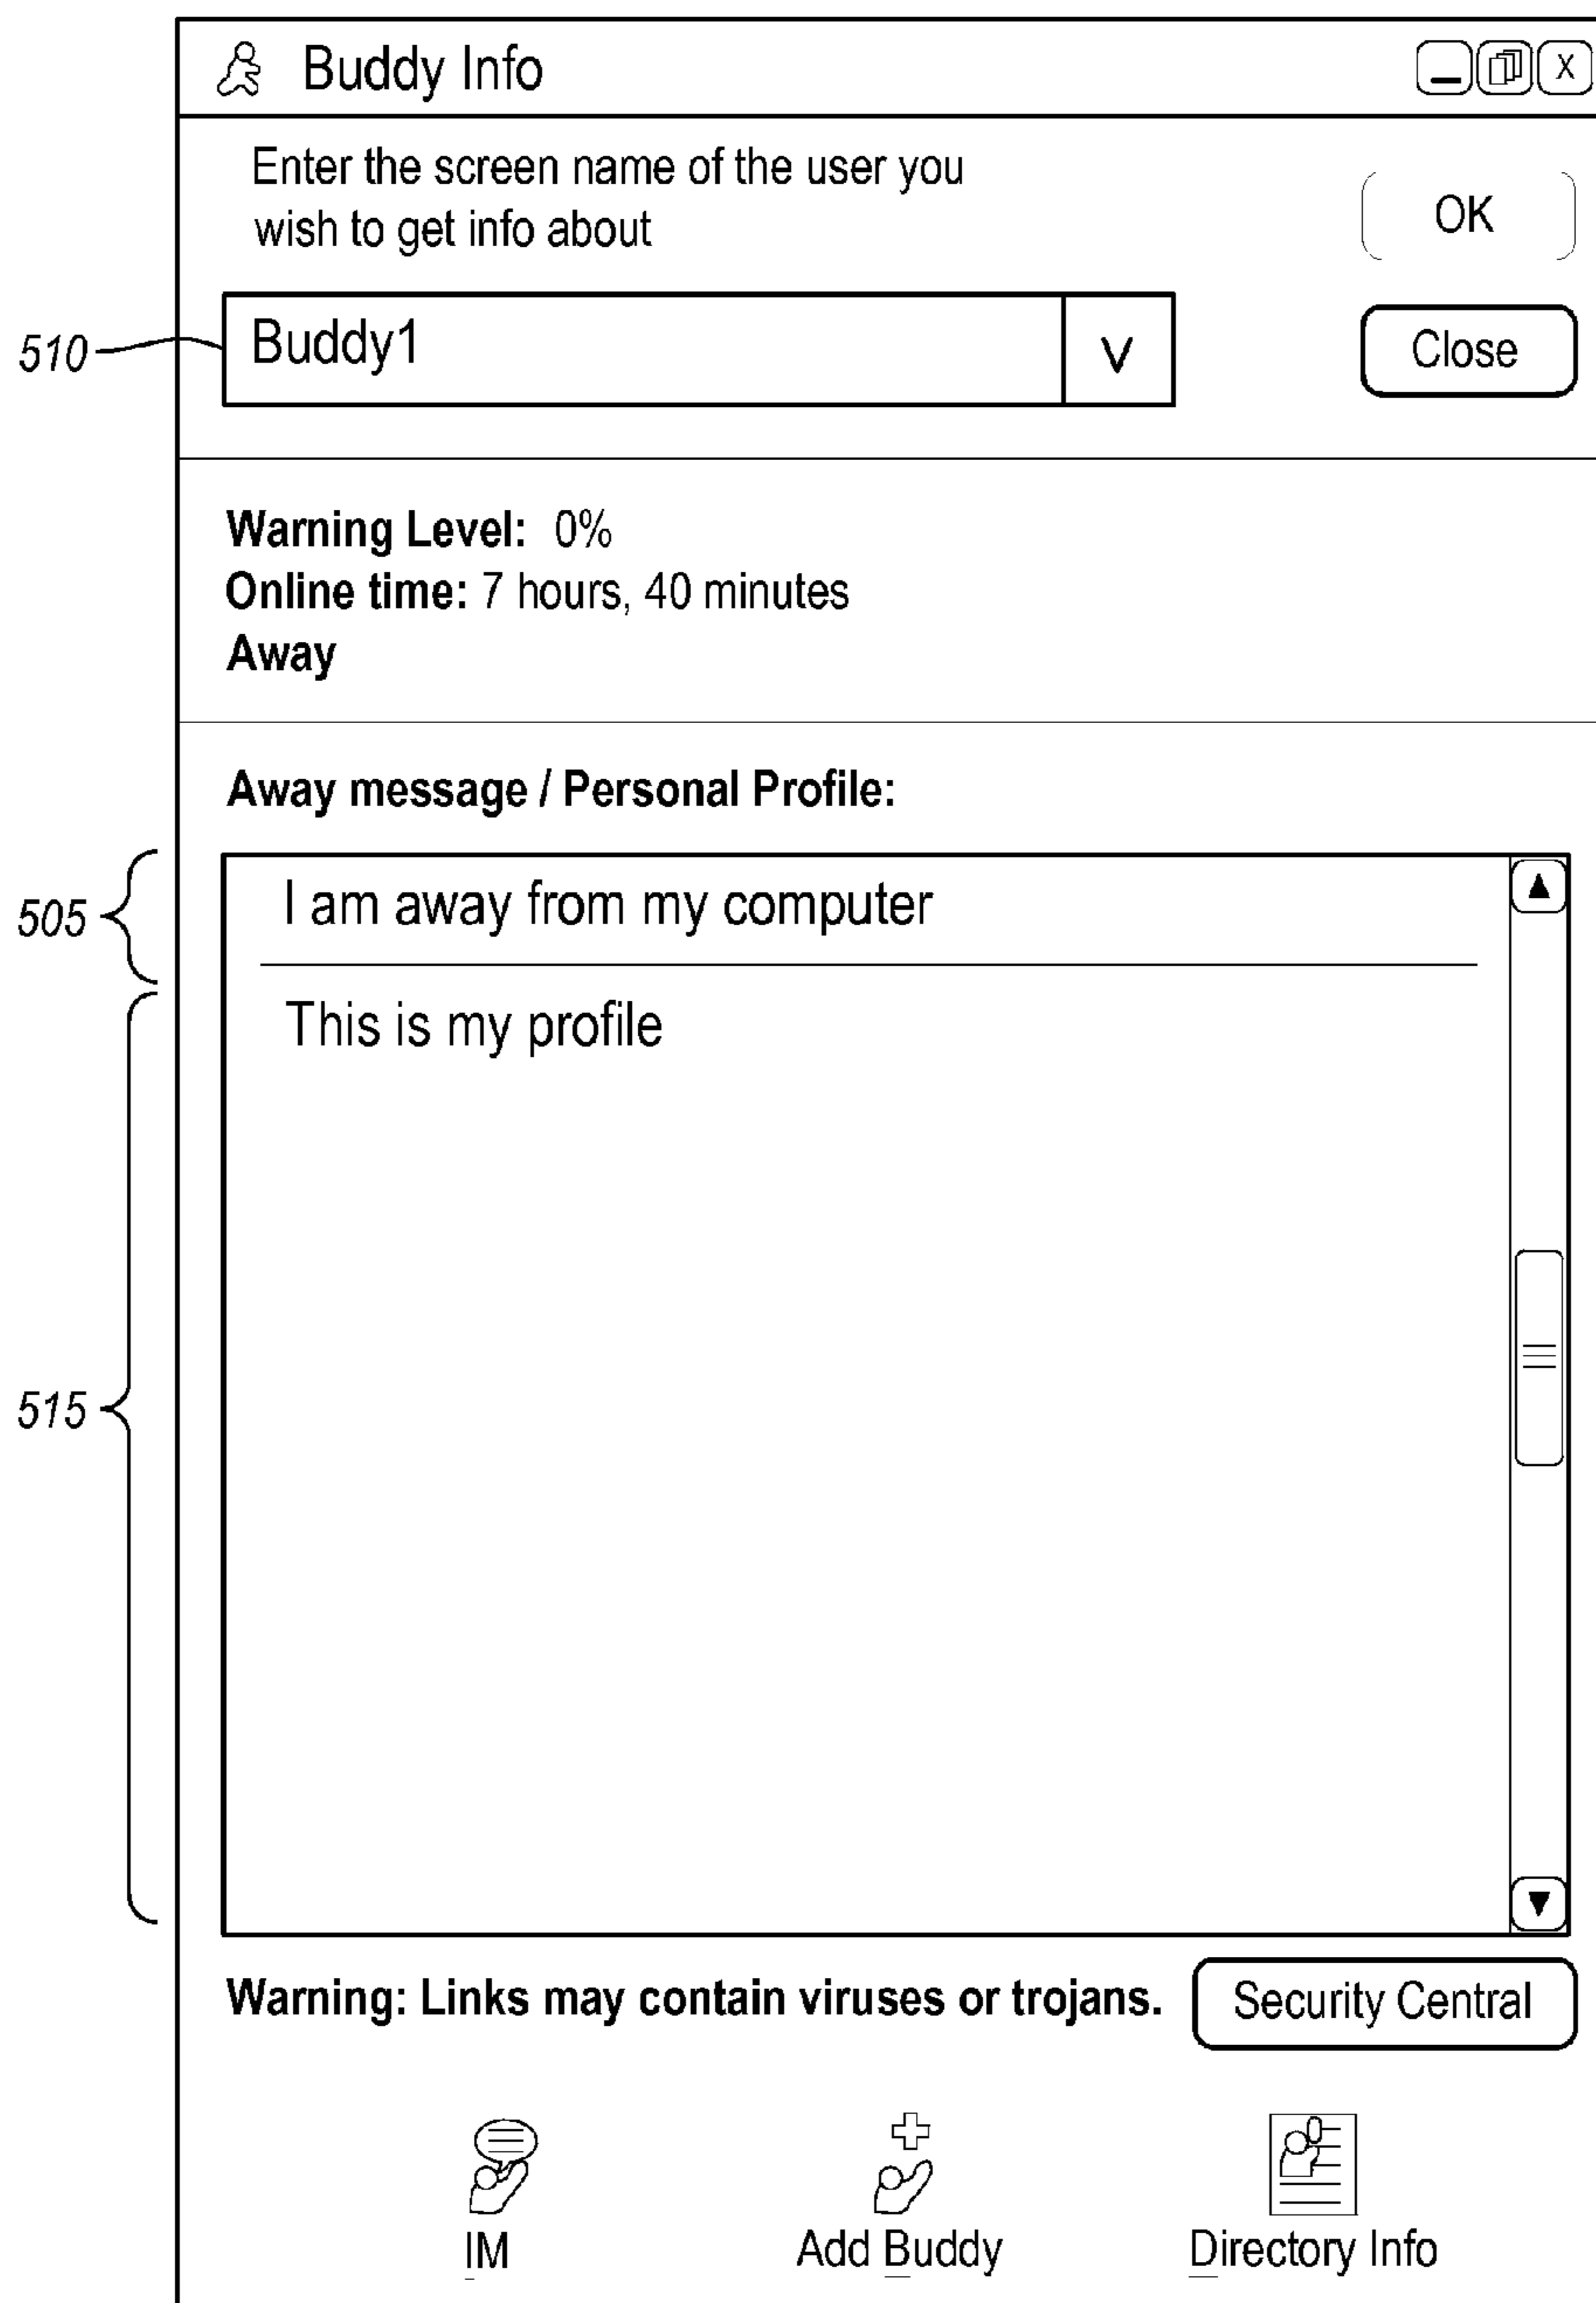 Buddy Info
X
Enter the screen name of the user you
wish to get info about
OK
510
Buddy1
V
Close
Warning Level: 0%
Online time: 7 hours, 40 minutes
Away
Away message / Personal Profile:
505
I am away from my computer
This is my profile
515
Warning: Links may contain viruses or trojans.
Security Central
IM
Add Buddy
Directory Info